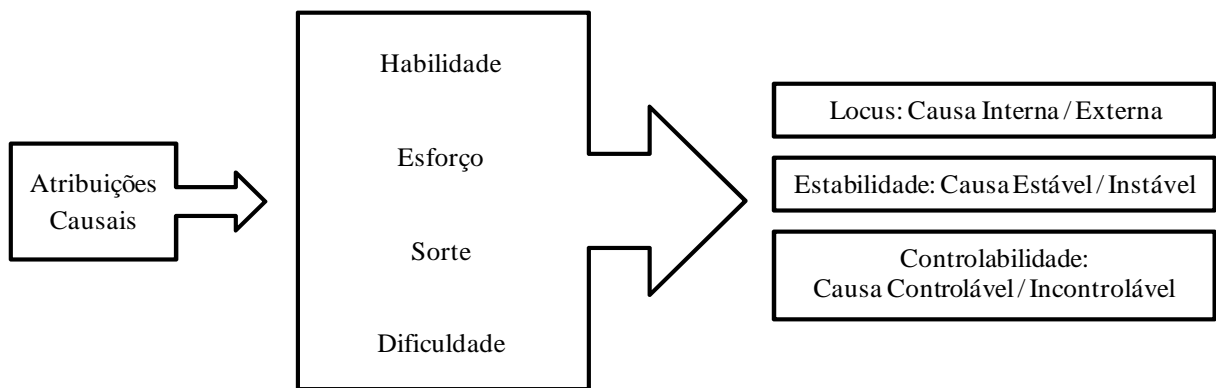 Atribuições
Causais
Habilidade
Esforço
Sorte
Dificuldade
Locus: Causa Interna / Externa
Estabilidade: Causa Estável / Instável
Controlabilidade:
Causa Controlável / Incontrolável